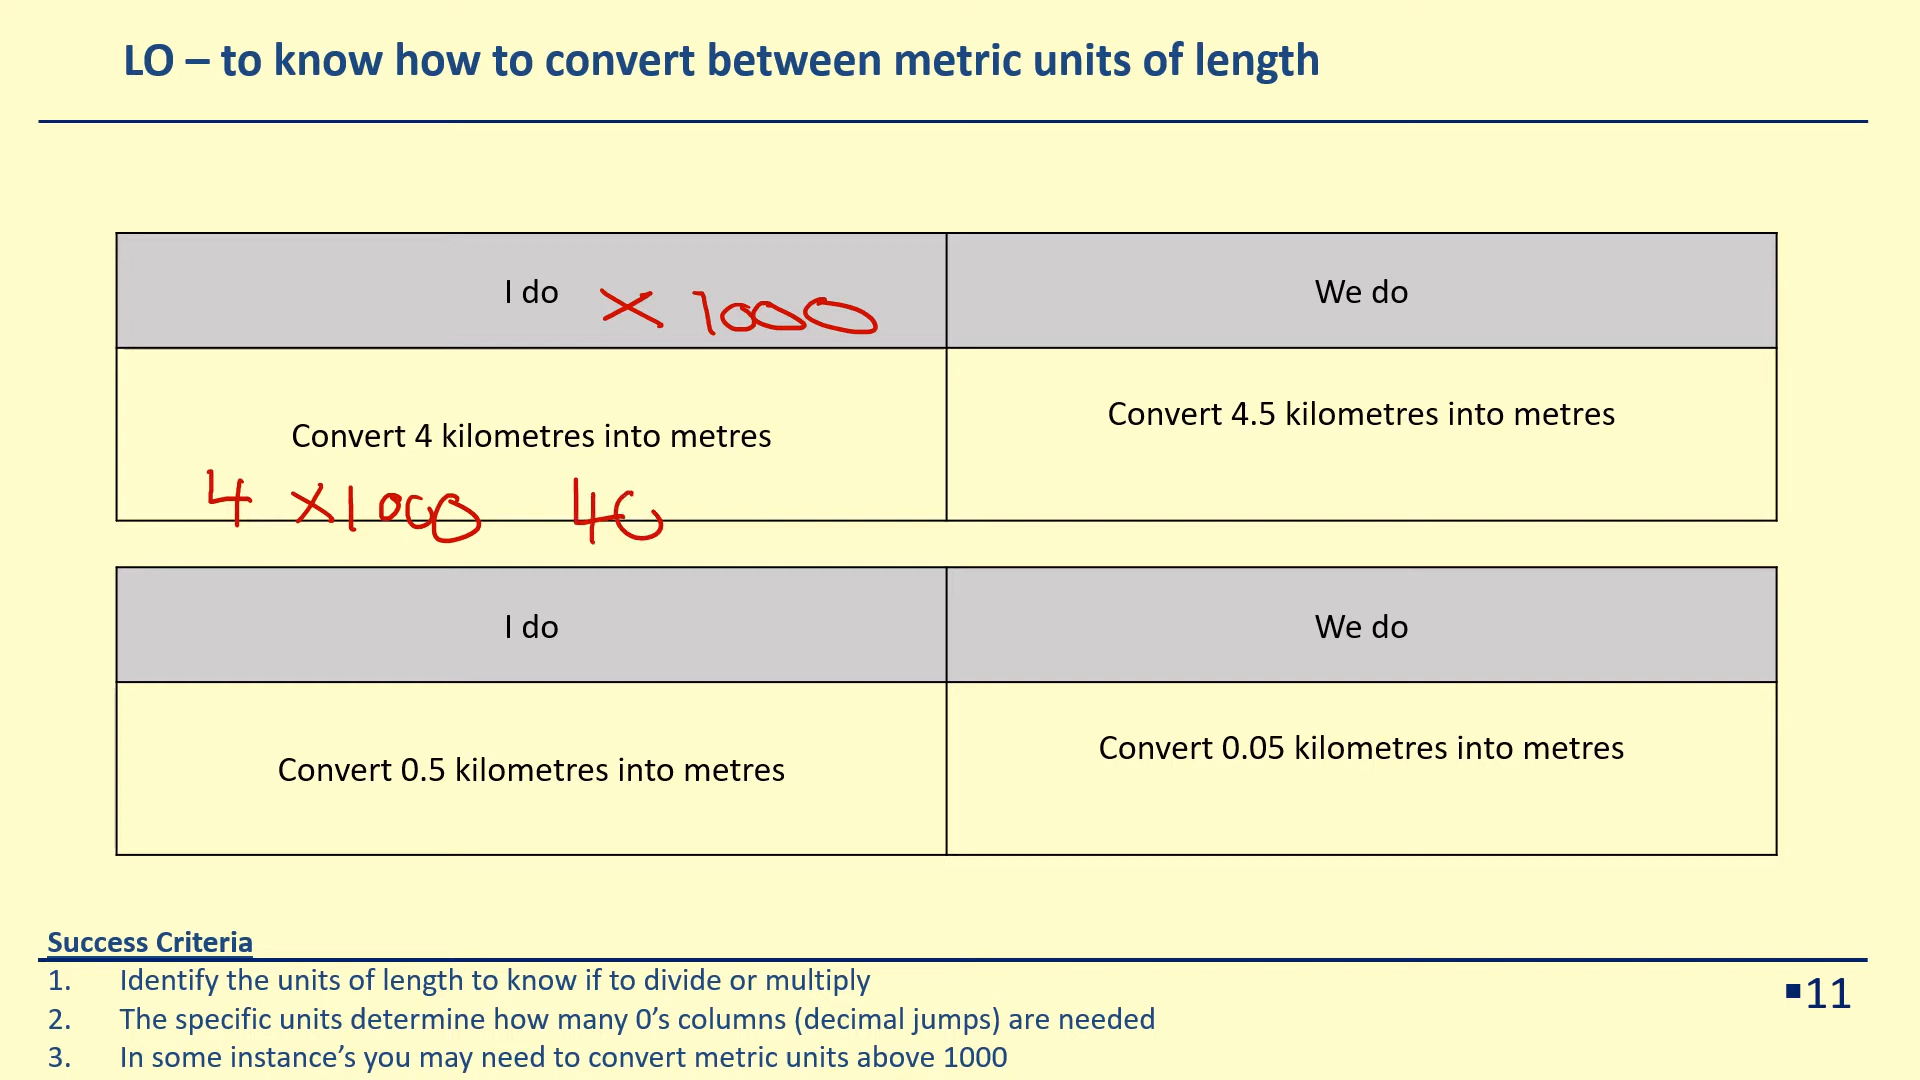 LO – to know how to convert between metric units of length
I do × 1000
We do
Convert 4 kilometres into metres
Convert 4.5 kilometres into metres
4 ×1000 40
I do
We do
Convert 0.5 kilometres into metres
Convert 0.05 kilometres into metres
Success Criteria
1. Identify the units of length to know if to divide or multiply
2. The specific units determine how many 0’s columns (decimal jumps) are needed
3. In some instance’s you may need to convert metric units above 1000
▪11